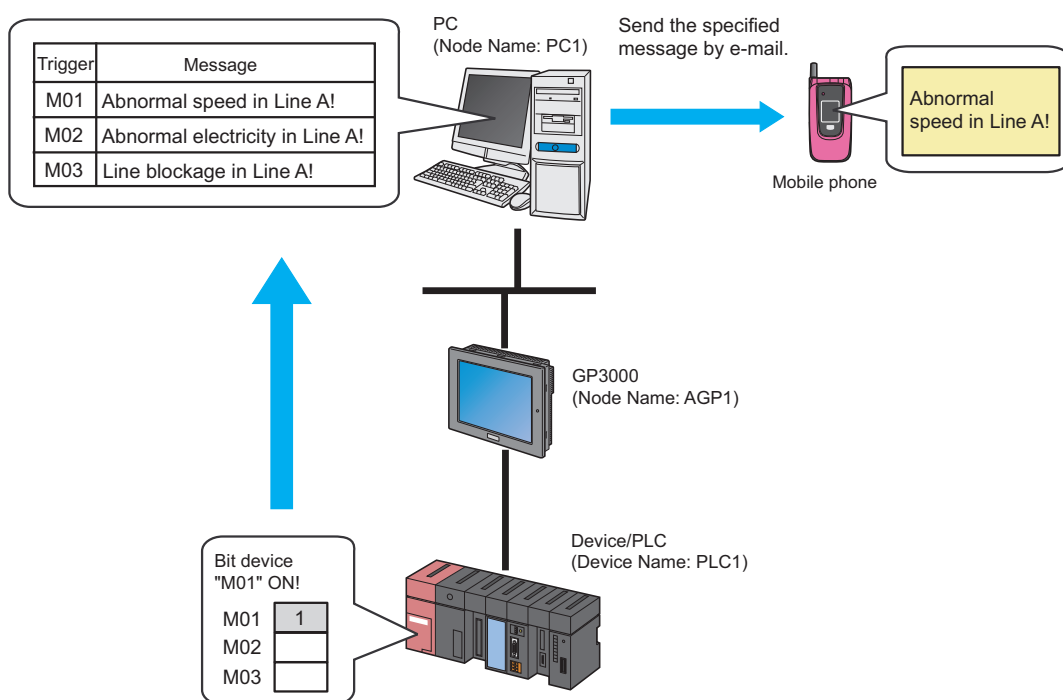 PC
(Node Name: PC1)
Send the specified
message by e-mail.
Trigger Message
M01 Abnormal speed in Line A!
M02 Abnormal electricity in Line A!
M03 Line blockage in Line A!
Abnormal
speed in Line A!
Mobile phone
GP3000
(Node Name: AGP1)
Device/PLC
(Device Name: PLC1)
Bit device
"M01" ON!
M01 1
M02
M03